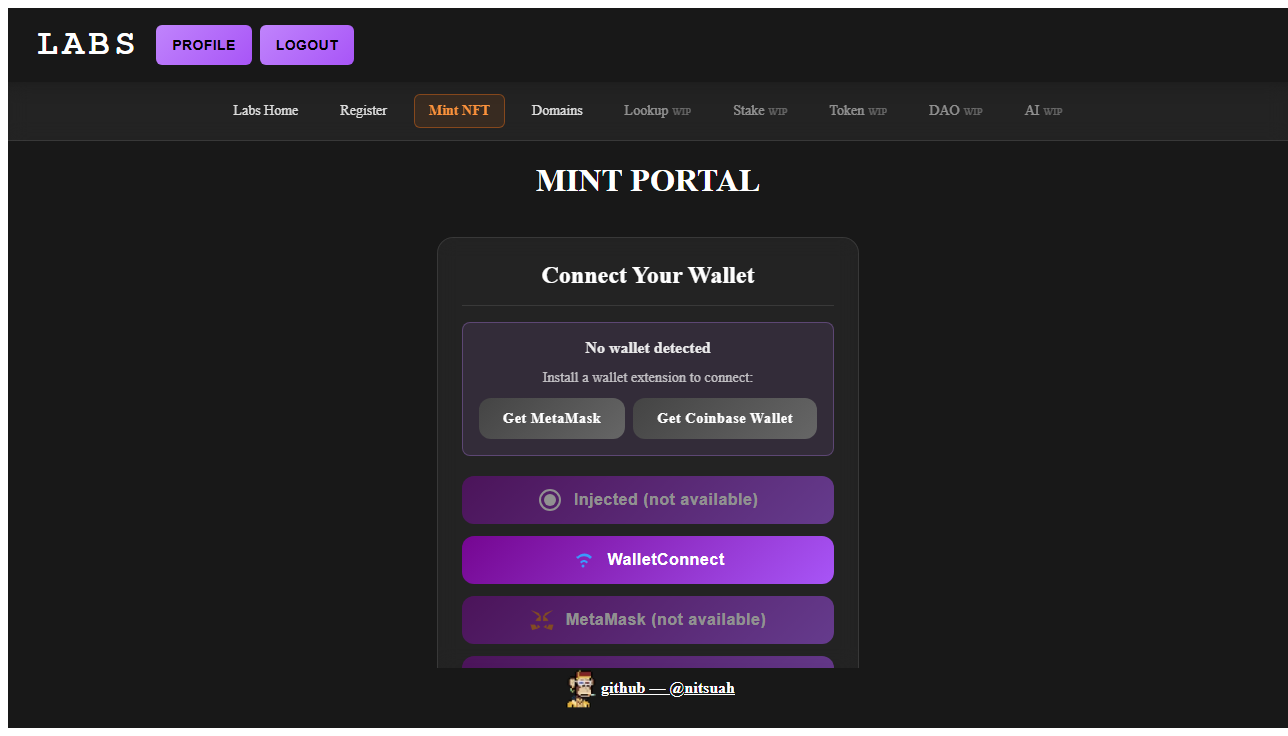 LABS PROFILE LOGOUT
Labs Home Register Mint NFT Domains Lookup WIP Stake WIP Token WIP DAO WIP AI WIP
MINT PORTAL
Connect Your Wallet
No wallet detected
Install a wallet extension to connect:
Get MetaMask Get Coinbase Wallet
Injected (not available)
WalletConnect
MetaMask (not available)
github — @nitsuah